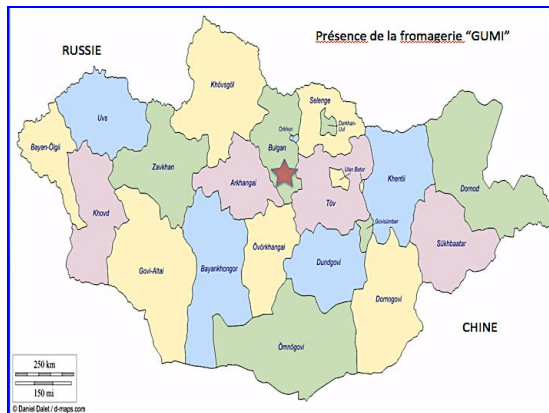 Présence de la fromagerie “GUMI”
RUSSIE
Khövsgöl
Selenge
Uvs
Orkhon
Darkhan-
Uul
Bayan-Ölgii
Zavkhan
Bulgan
Khentii
Domod
Arkhangai
Ulan Bator
Khovd
Töv
Govisümber
Sükhbaatar
Govi-Altai
Bayankhongor
Övörkhangai
Dundgovi
Domogovi
Ömnögovi
CHINE
250 km
150 mi
© Daniel Dalet / d-maps.com